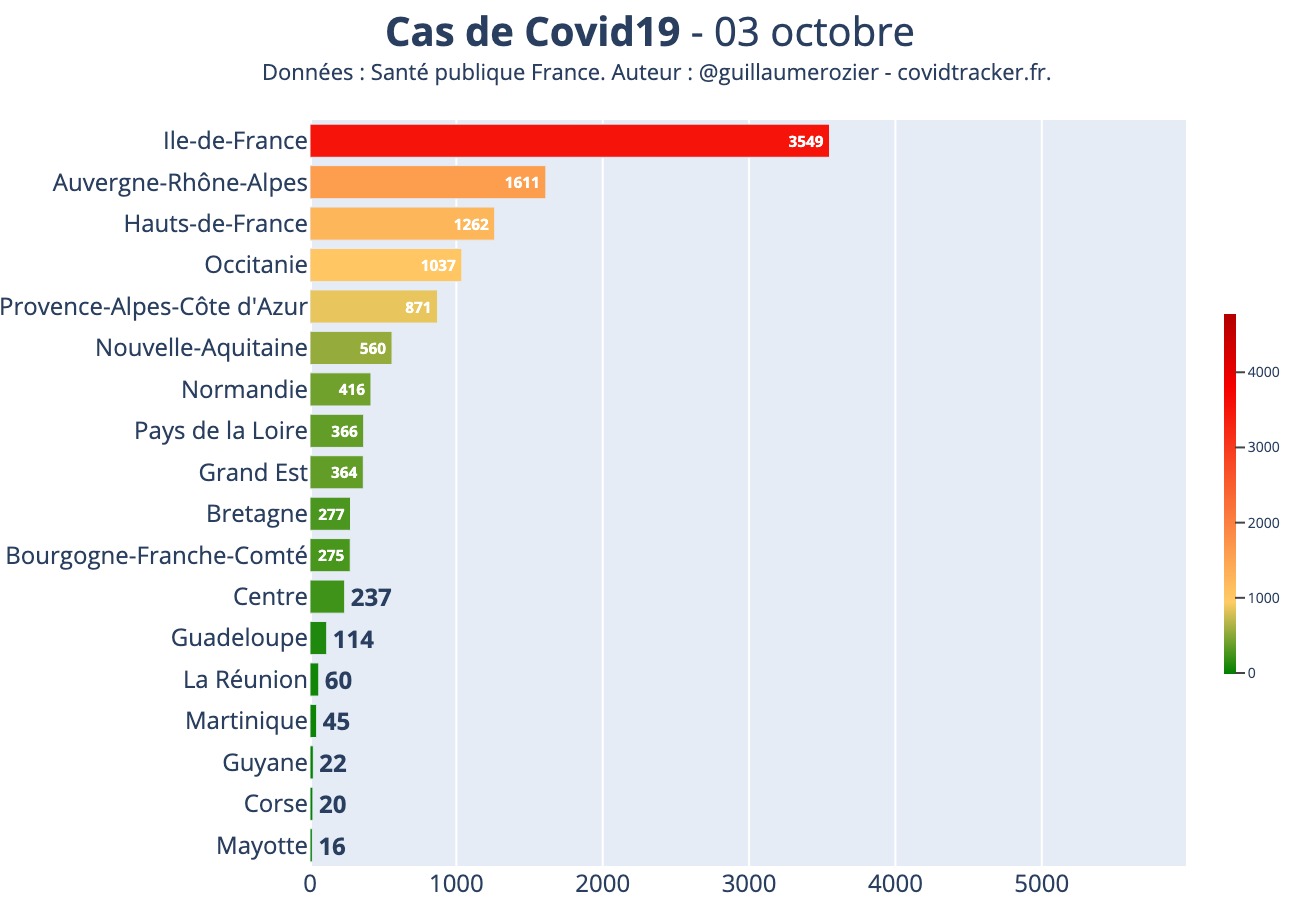 Cas de Covid19 - 03 octobre
Données : Santé publique France. Auteur : @guillaumerozier - covidtracker.fr.
Ile-de-France 3549
Auvergne-Rhône-Alpes 1611
Hauts-de-France 1262
Occitanie 1037
Provence-Alpes-Côte d'Azur 871
Nouvelle-Aquitaine 560
Normandie 416
Pays de la Loire 366
Grand Est 364
Bretagne 277
Bourgogne-Franche-Comté 275
Centre 237
Guadeloupe 114
La Réunion 60
Martinique 45
Guyane 22
Corse 20
Mayotte 16
0 1000 2000 3000 4000 5000
4000
3000
2000
1000
0